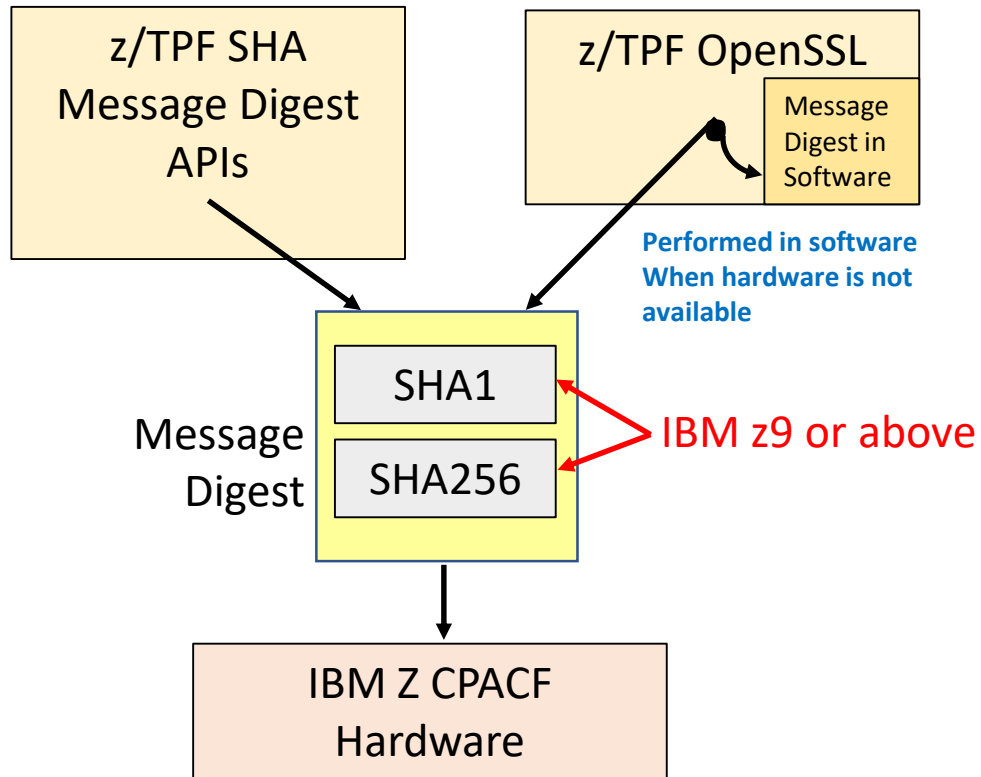 z/TPF SHA
Message Digest
APIs
z/TPF OpenSSL
Message
Digest in
Software
Performed in software
When hardware is not
available
Message
Digest
SHA1
SHA256
IBM z9 or above
IBM Z CPACF
Hardware